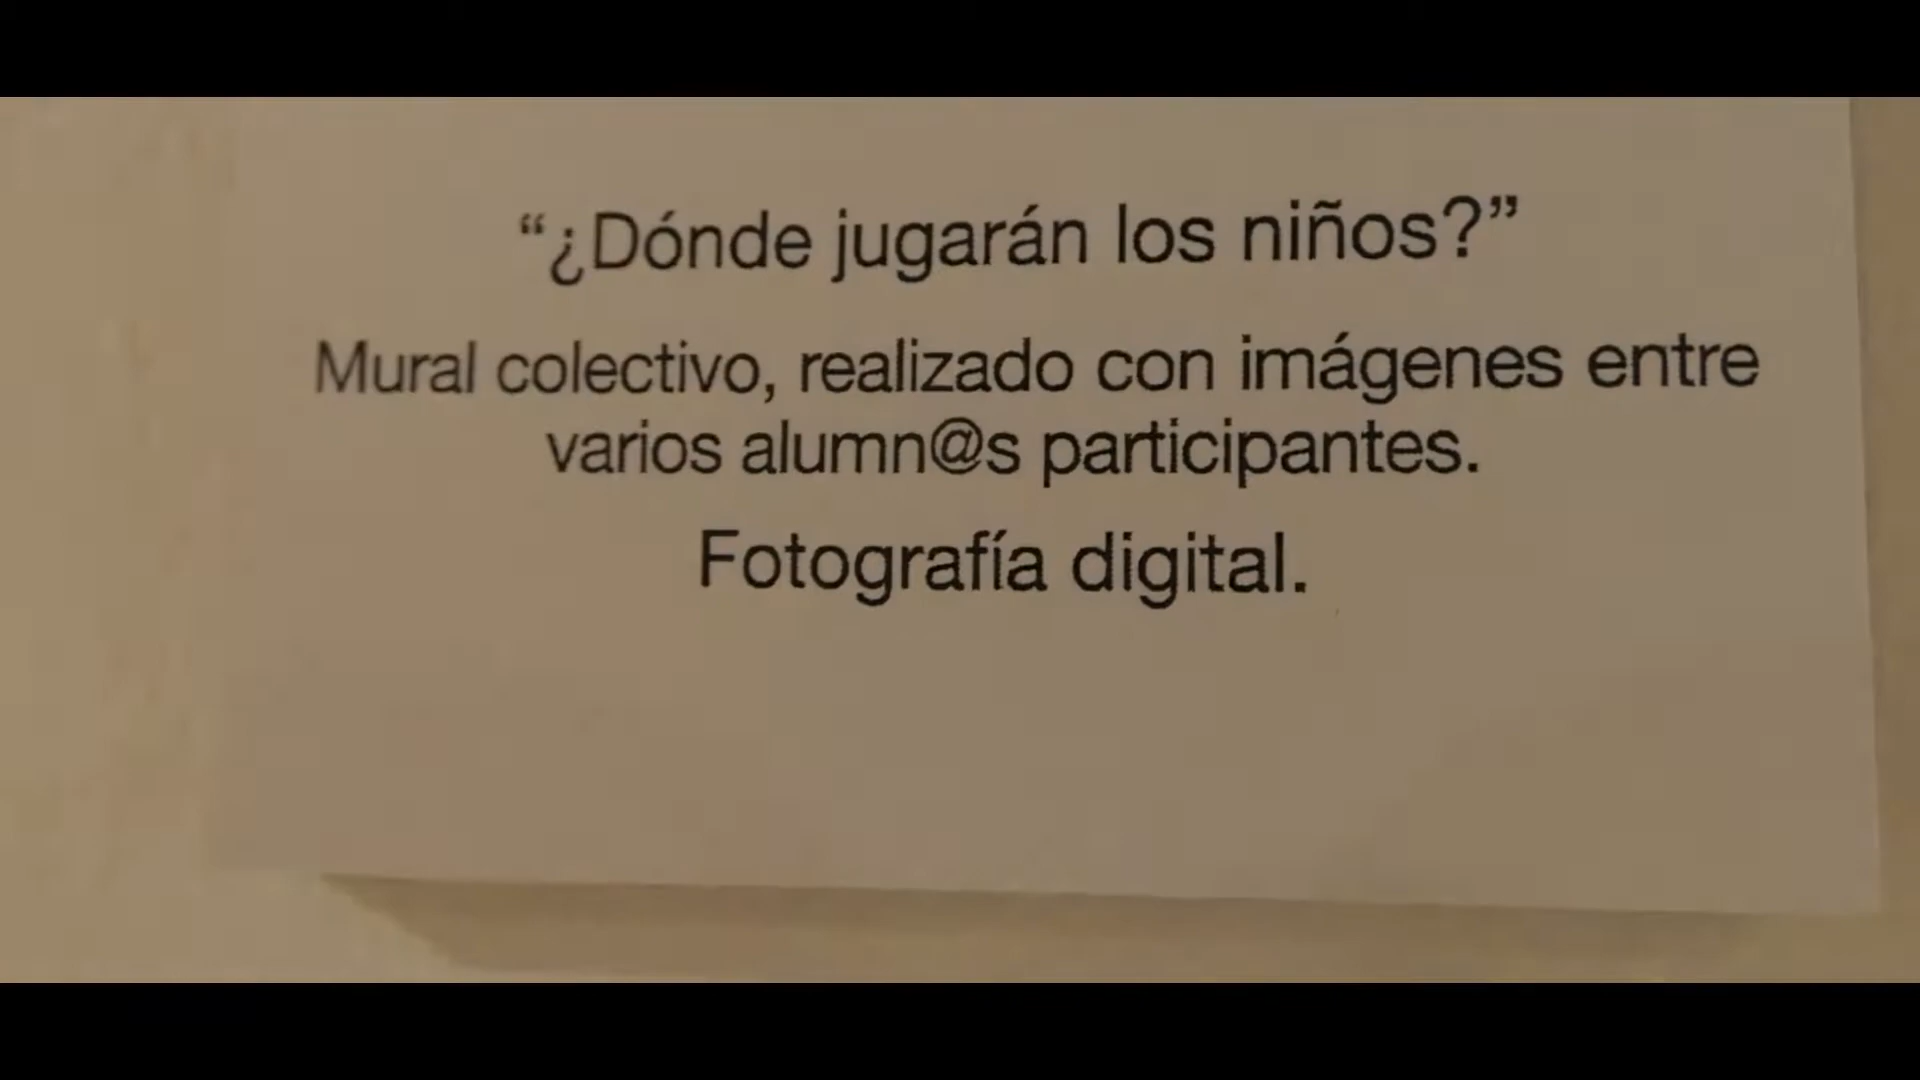 “¿Dónde jugarán los niños?”
Mural colectivo, realizado con imágenes entre
varios alumn@s participantes.
Fotografía digital.